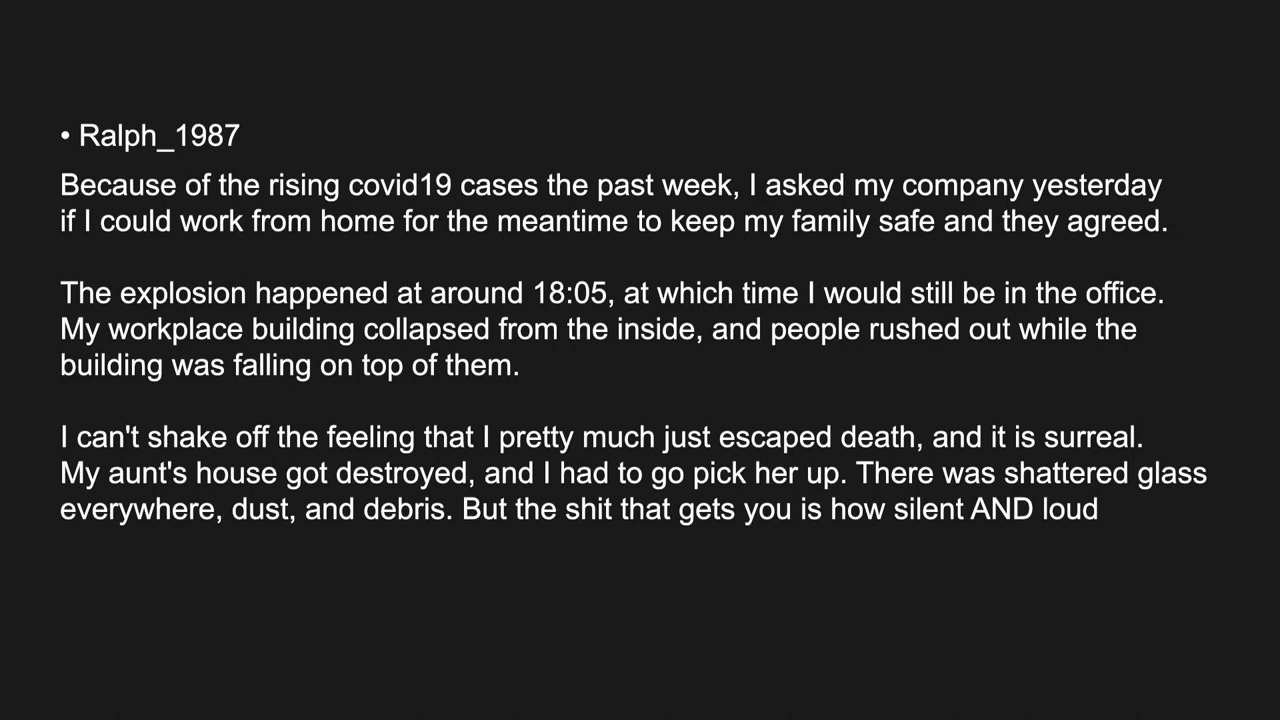 • Ralph_1987
Because of the rising covid19 cases the past week, I asked my company yesterday
if I could work from home for the meantime to keep my family safe and they agreed.
The explosion happened at around 18:05, at which time I would still be in the office.
My workplace building collapsed from the inside, and people rushed out while the
building was falling on top of them.
I can't shake off the feeling that I pretty much just escaped death, and it is surreal.
My aunt's house got destroyed, and I had to go pick her up. There was shattered glass
everywhere, dust, and debris. But the shit that gets you is how silent AND loud